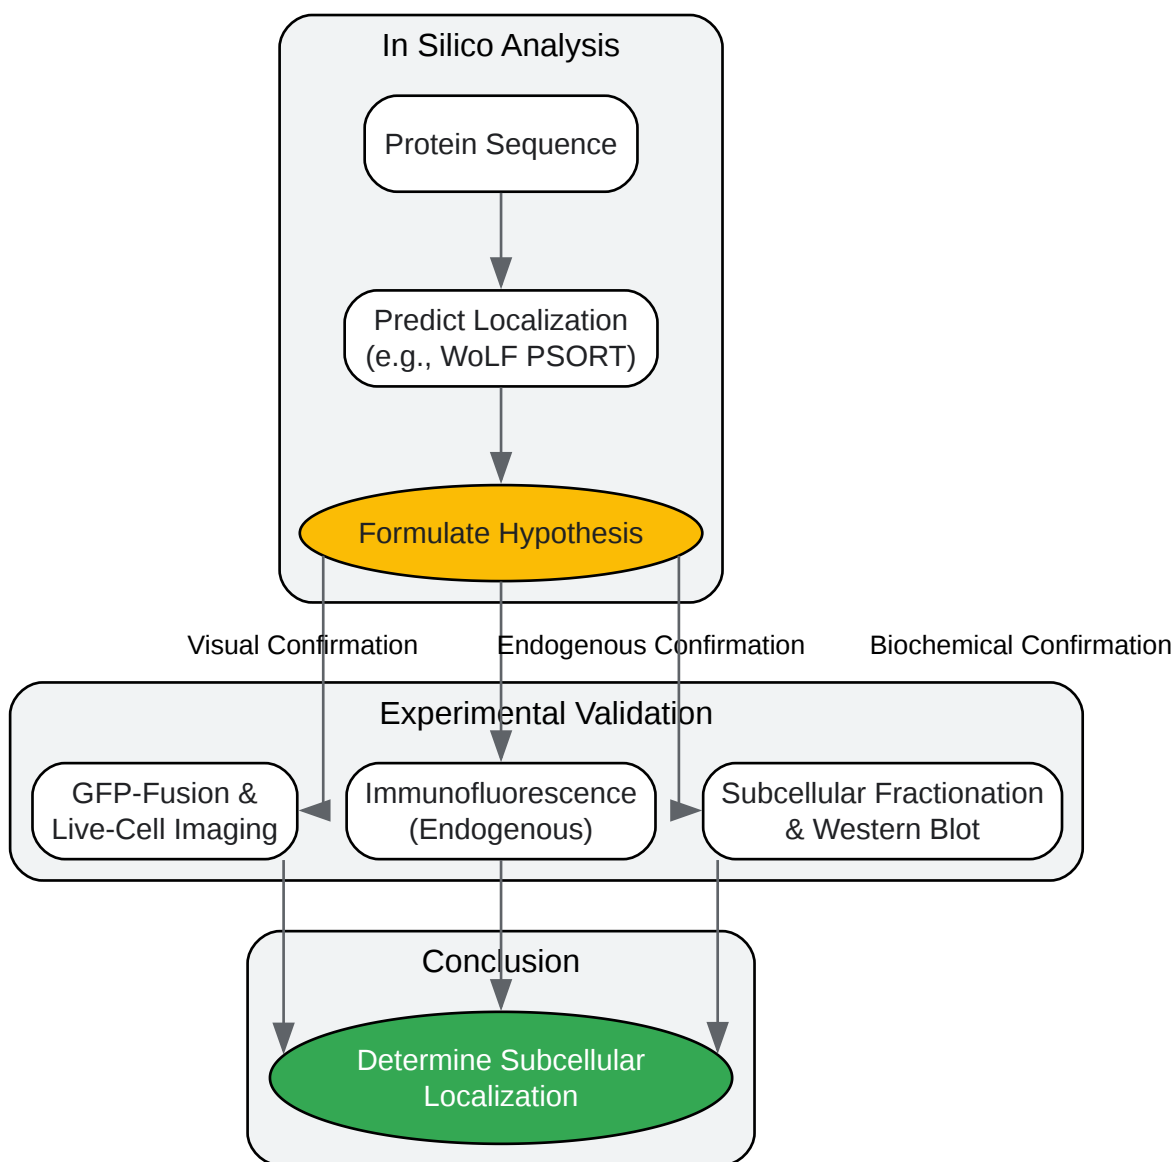 In Silico Analysis
Protein Sequence
Predict Localization
(e.g., WoLF PSORT)
Formulate Hypothesis
Visual Confirmation
Endogenous Confirmation
Biochemical Confirmation
Experimental Validation
GFP-Fusion &
Live-Cell Imaging
Immunofluorescence
(Endogenous)
Subcellular Fractionation
& Western Blot
Conclusion
Determine Subcellular
Localization